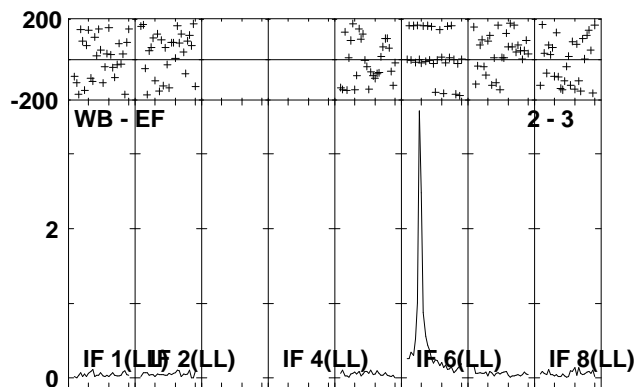 200
-200
WB - EF 2 - 3
2
IF 1(LL) IF 2(LL) IF 4(LL) IF 6(LL) IF 8(LL)
0